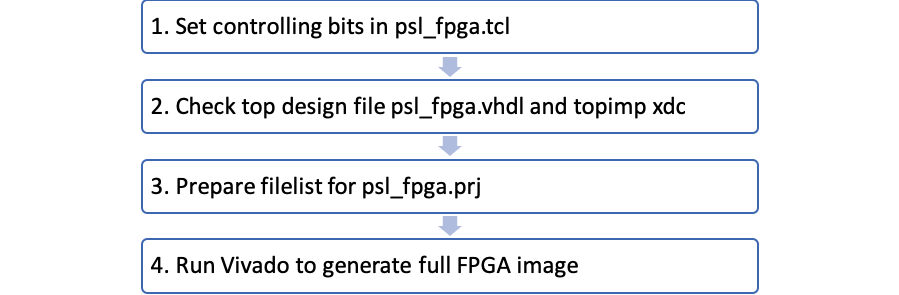 1. Set controlling bits in psl_fpga.tcl
2. Check top design file psl_fpga.vhdl and topimp xdc
3. Prepare filelist for psl_fpga.prj
4. Run Vivado to generate full FPGA image